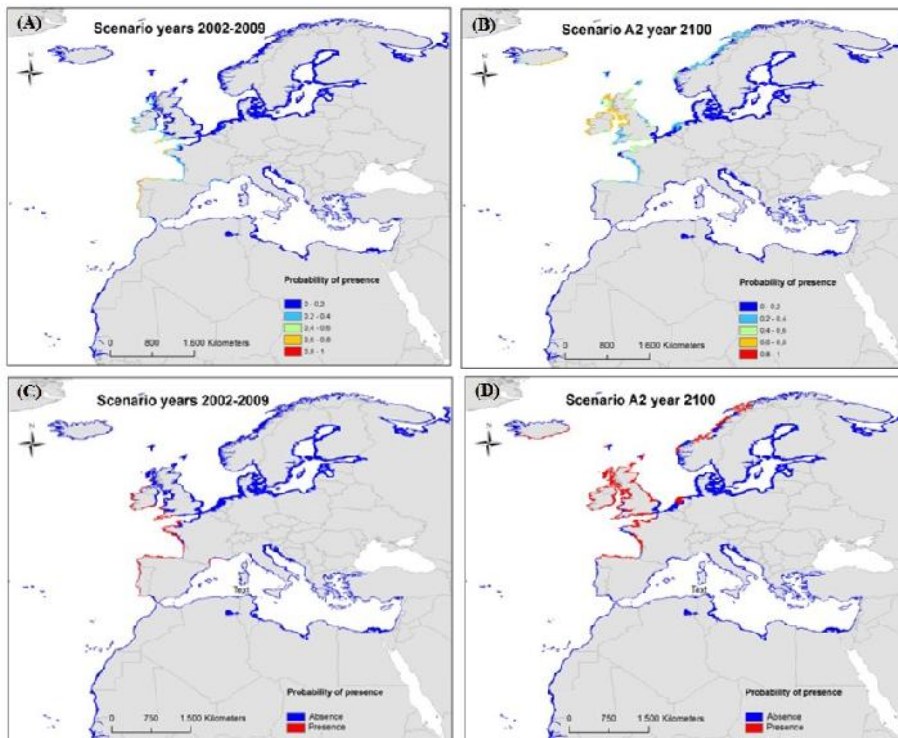 (A)
Scenario years 2002-2009
N
Probability of presence
0 - 0,2
0,2 - 0,4
0,4 - 0,6
0,6 - 0,8
0,8 - 1
0 800 1.600 Kilometers
(B)
Scenario A2 year 2100
N
Probability of presence
0 - 0,2
0,2 - 0,4
0,4 - 0,6
0,6 - 0,8
0,8 - 1
0 800 1.600 Kilometers
(C)
Scenario years 2002-2009
N
Text
Probability of presence
Absence
Presence
0 750 1.500 Kilometers
(D)
Scenario A2 year 2100
N
Text
Probability of presence
Absence
Presence
0 750 1.500 Kilometers